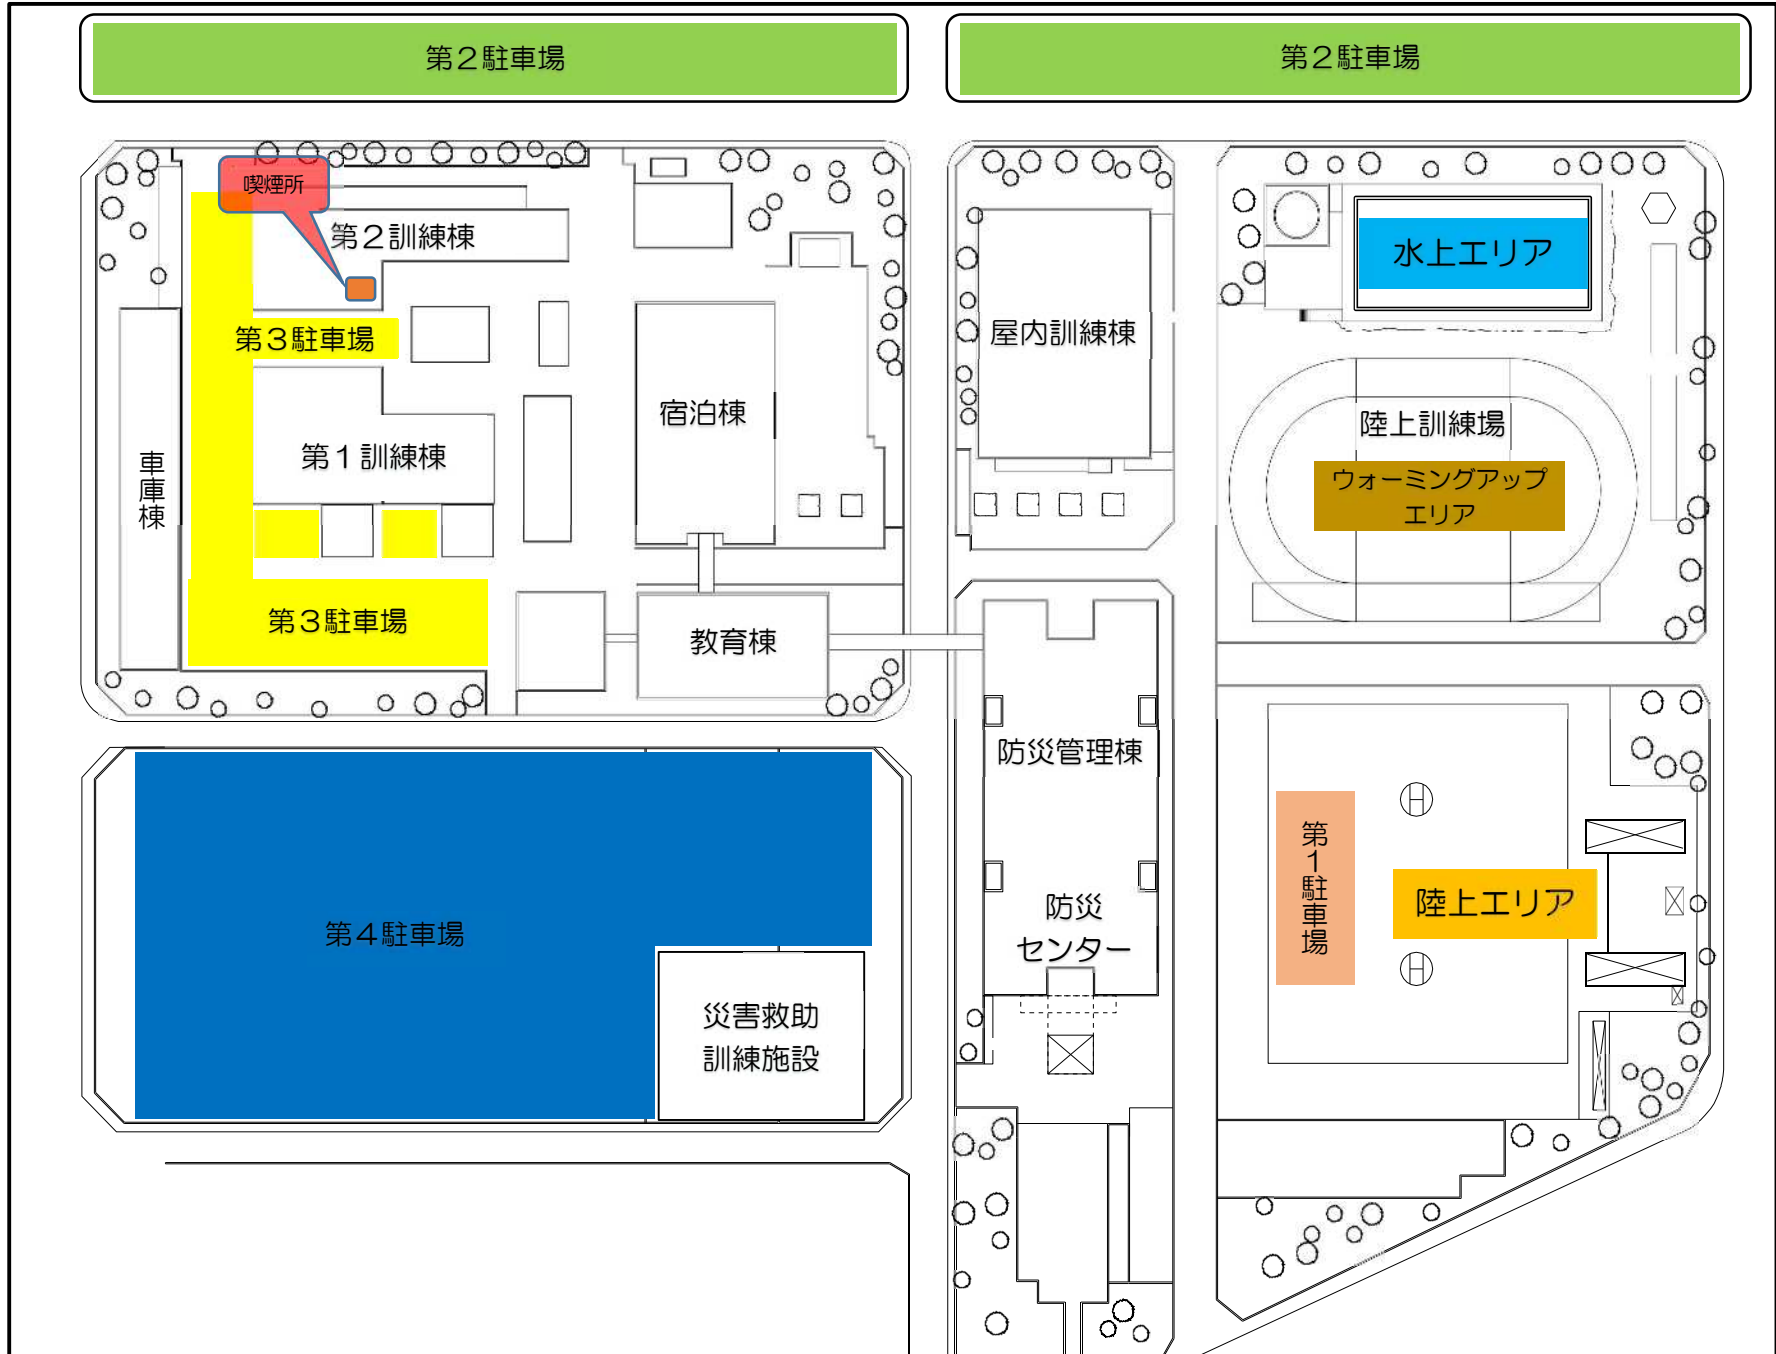 第２駐車場
第２駐車場
喫煙所
第２訓練棟
第３駐車場
第１訓練棟
車庫棟
第３駐車場
宿泊棟
教育棟
屋内訓練棟
水上エリア
陸上訓練場
ウォーミングアップ
エリア
防災管理棟
防災
センター
第１駐車場
Ⓗ
陸上エリア
Ⓗ
第４駐車場
災害救助
訓練施設